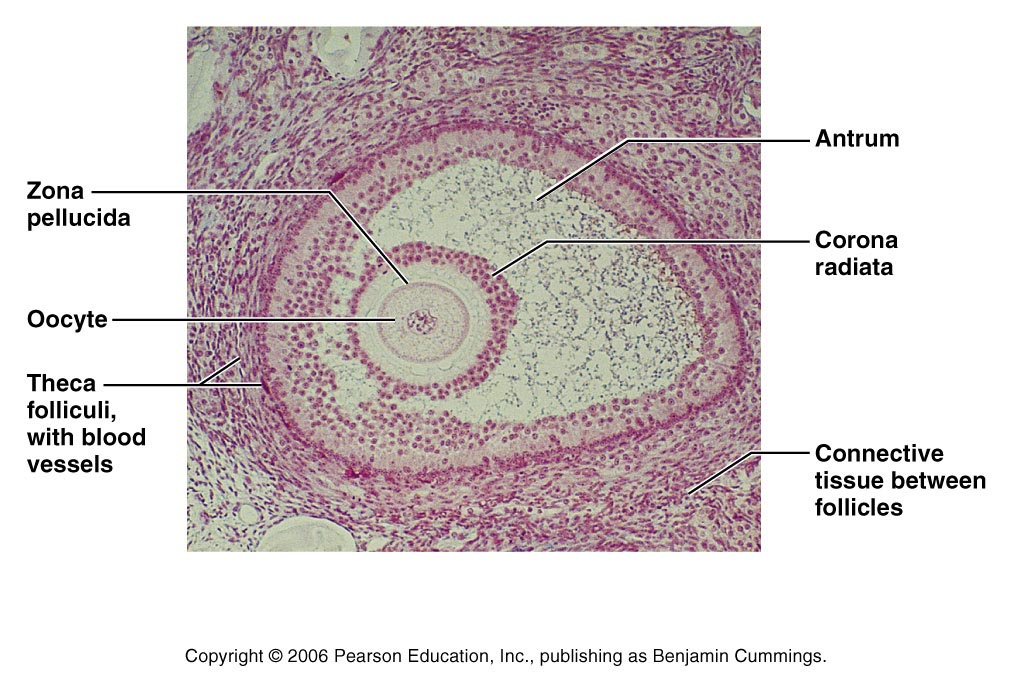 Zona
pellucida
Oocyte
Theca
folliculi,
with blood
vessels
Antrum
Corona
radiata
Connective
tissue between
follicles
Copyright © 2006 Pearson Education, Inc., publishing as Benjamin Cummings.